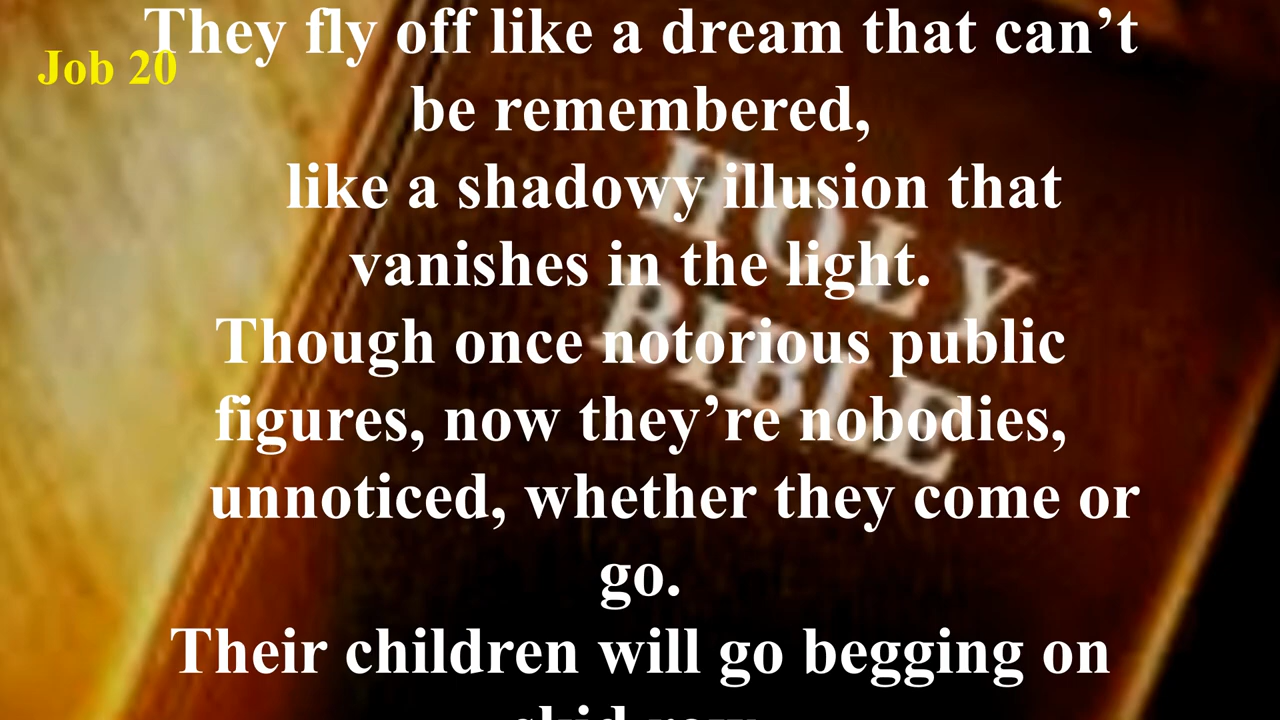 They fly off like a dream that can’t
Job 20
be remembered,
like a shadowy illusion that
vanishes in the light.
Though once notorious public
figures, now they’re nobodies,
unnoticed, whether they come or
go.
Their children will go begging on
skid row,
HOLY
BIBLE